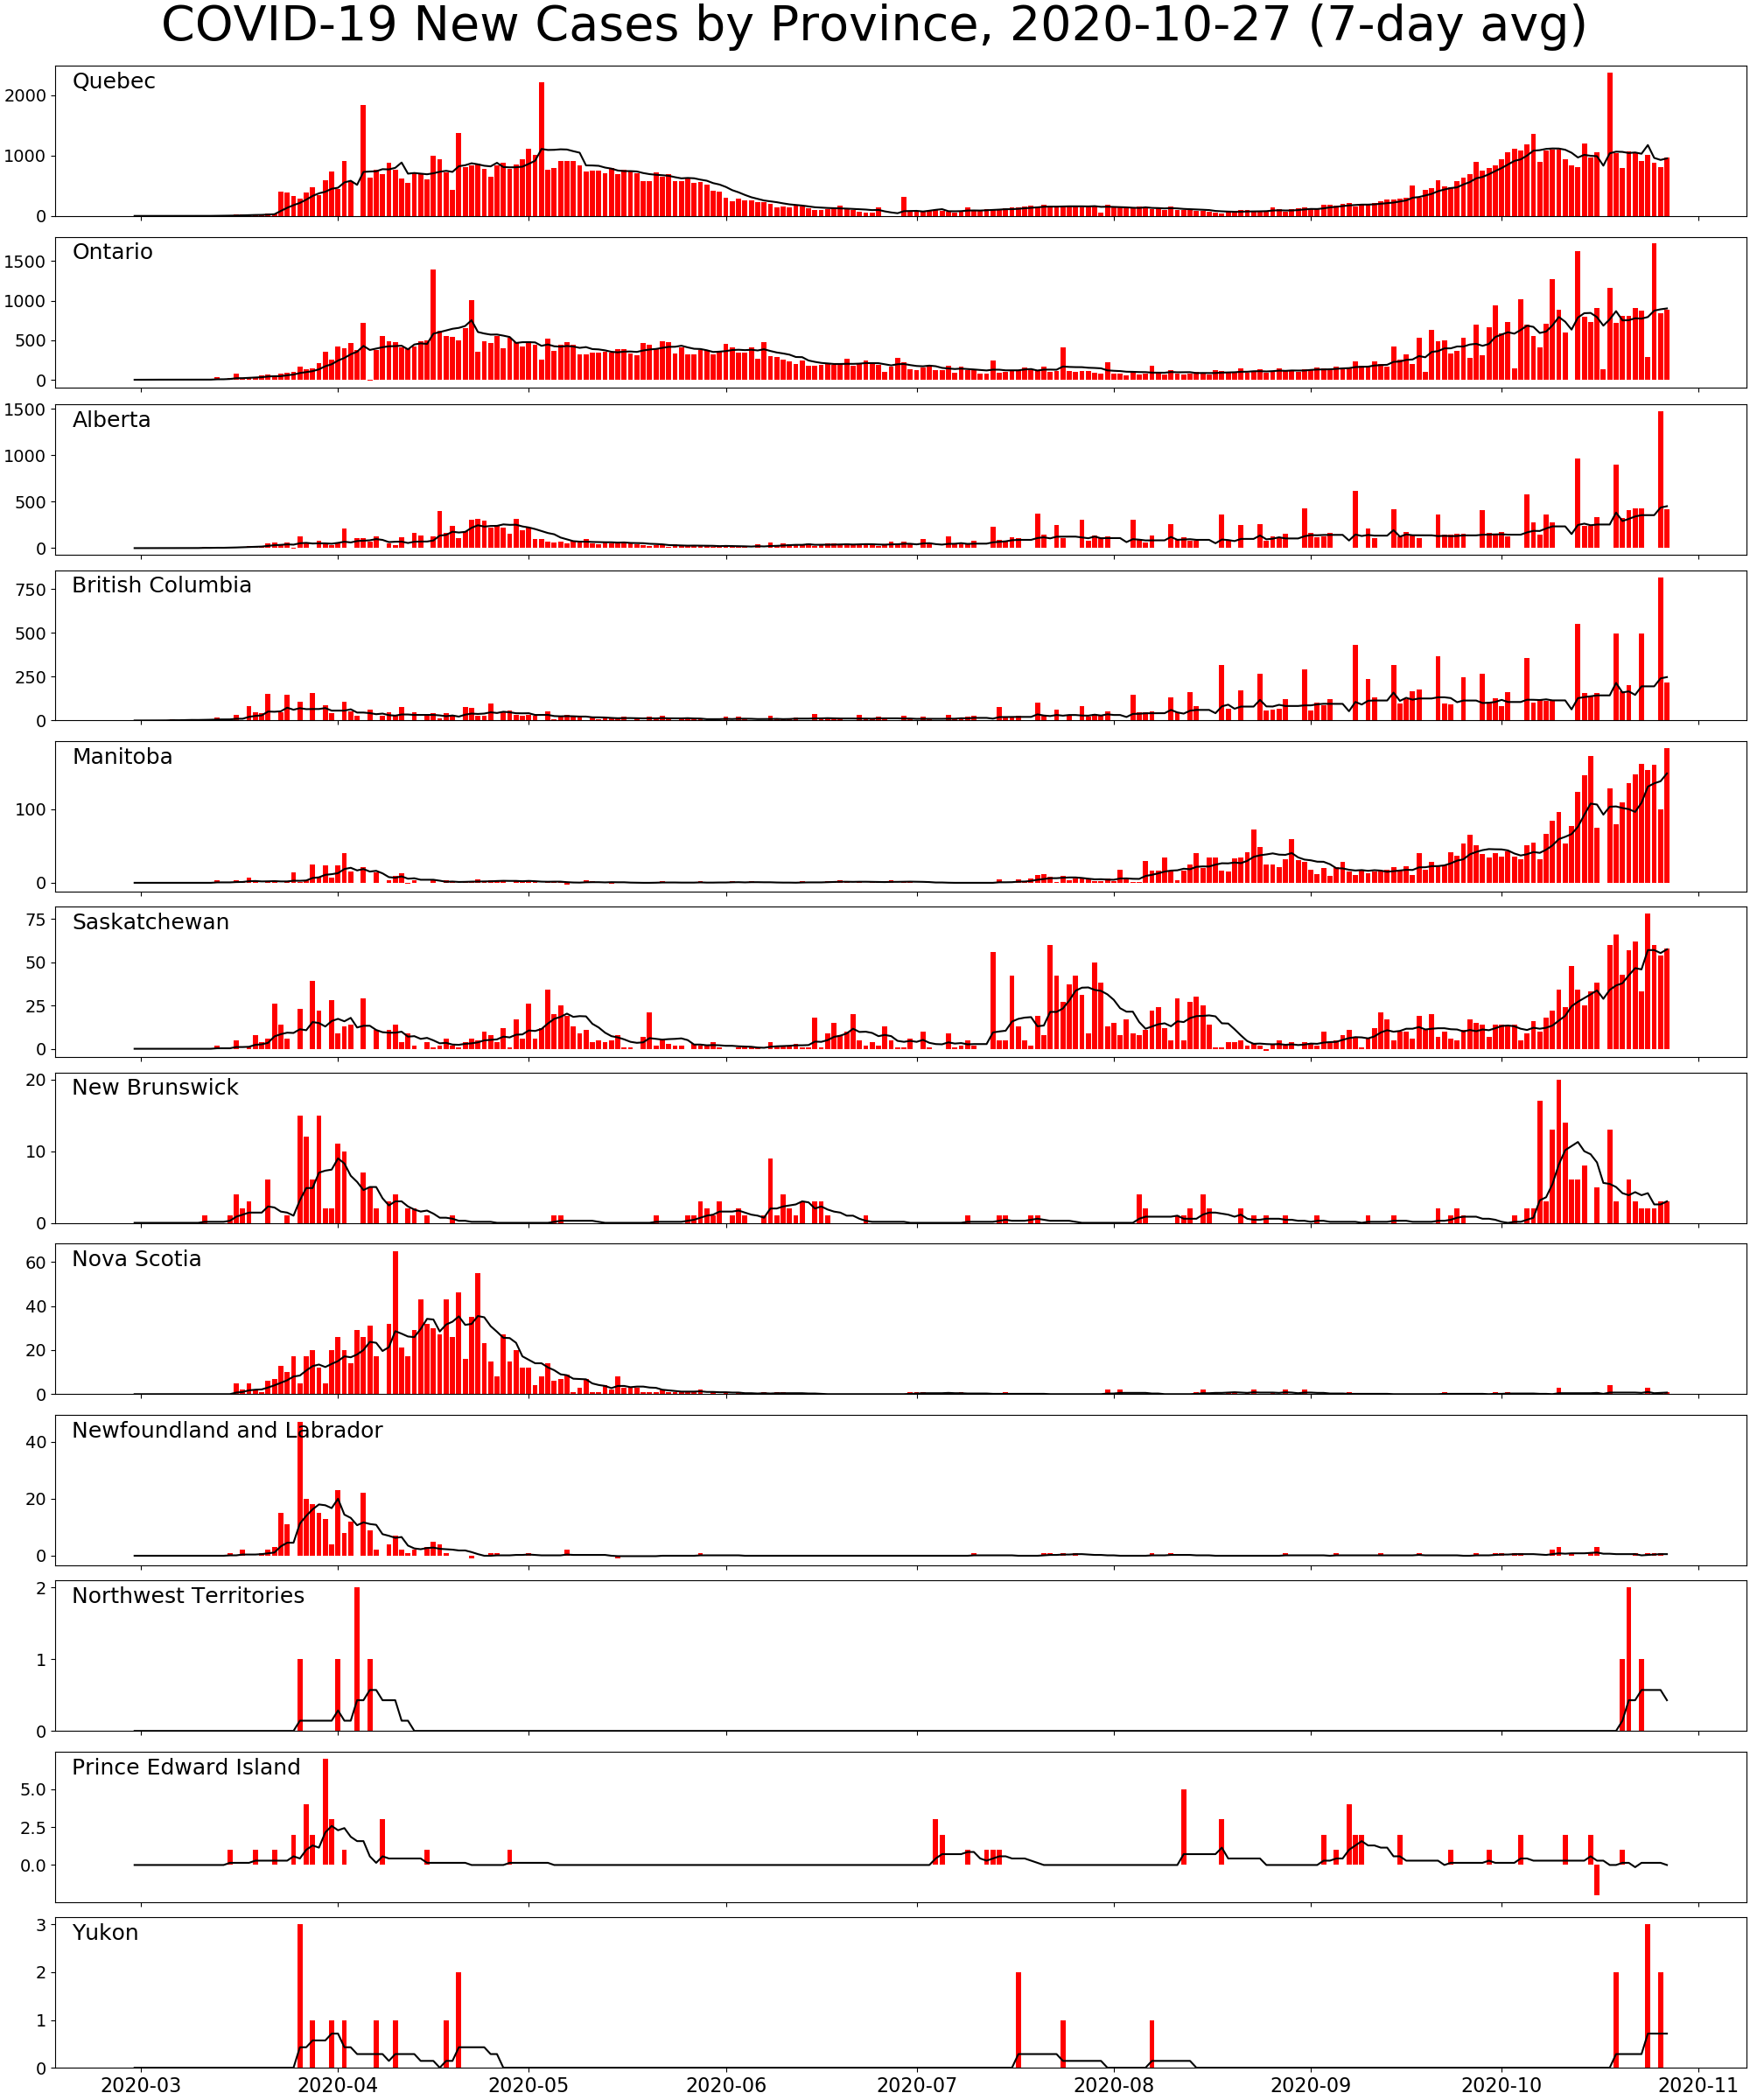 COVID-19 New Cases by Province, 2020-10-27 (7-day avg)
Quebec
2000
1000
0
Ontario
1500
1000
500
0
Alberta
1500
1000
500
0
British Columbia
750
500
250
0
Manitoba
100
0
Saskatchewan
75
50
25
0
New Brunswick
20
10
0
Nova Scotia
60
40
20
0
Newfoundland and Labrador
40
20
0
Northwest Territories
2
1
0
Prince Edward Island
5.0
2.5
0.0
Yukon
3
2
1
0
2020-03 2020-04 2020-05 2020-06 2020-07 2020-08 2020-09 2020-10 2020-11